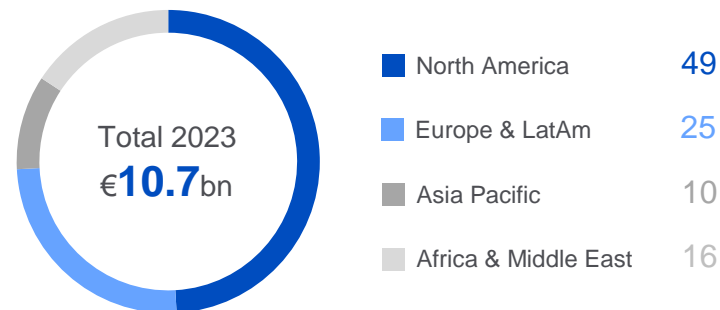 Total 2023
€10.7bn
North America 49
Europe & LatAm 25
Asia Pacific 10
Africa & Middle East 16